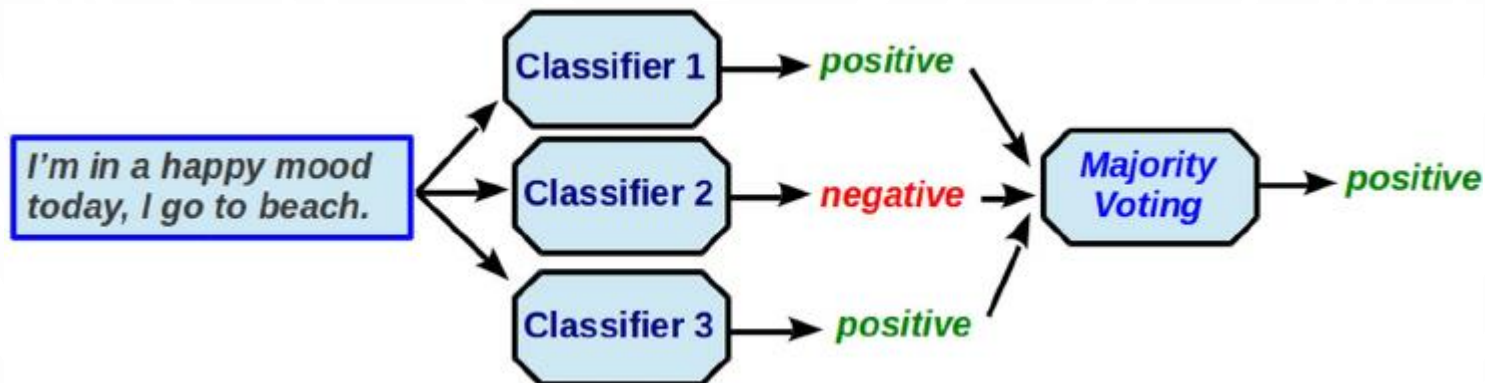 I'm in a happy mood
today, I go to beach.
Classifier 1
positive
Classifier 2
negative
Classifier 3
positive
Majority
Voting
positive